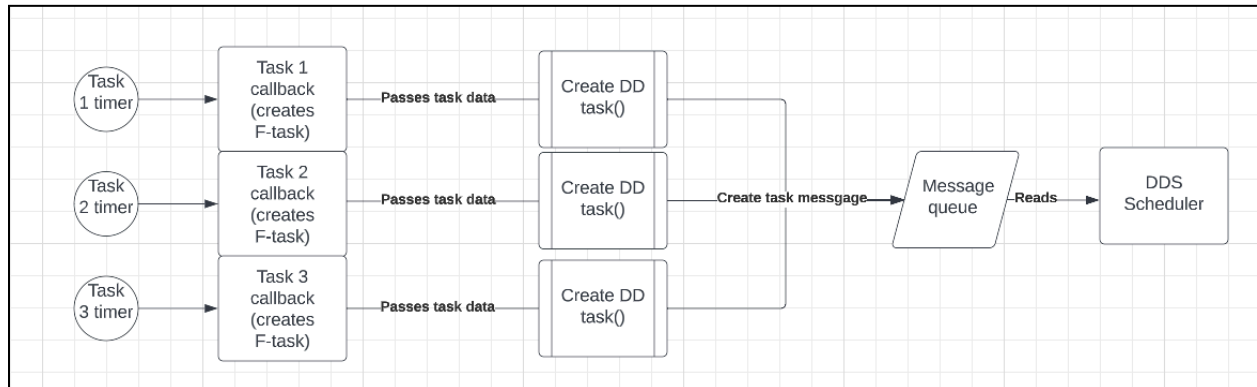 Task
1 timer
Task 1
callback
(creates
F-task)
Passes task data
Create DD
task()
Task
2 timer
Task 2
callback
(creates
F-task)
Passes task data
Create DD
task()
Create task messgage
Message
queue
Reads
DDS
Scheduler
Task
3 timer
Task 3
callback
(creates
F-task)
Passes task data
Create DD
task()